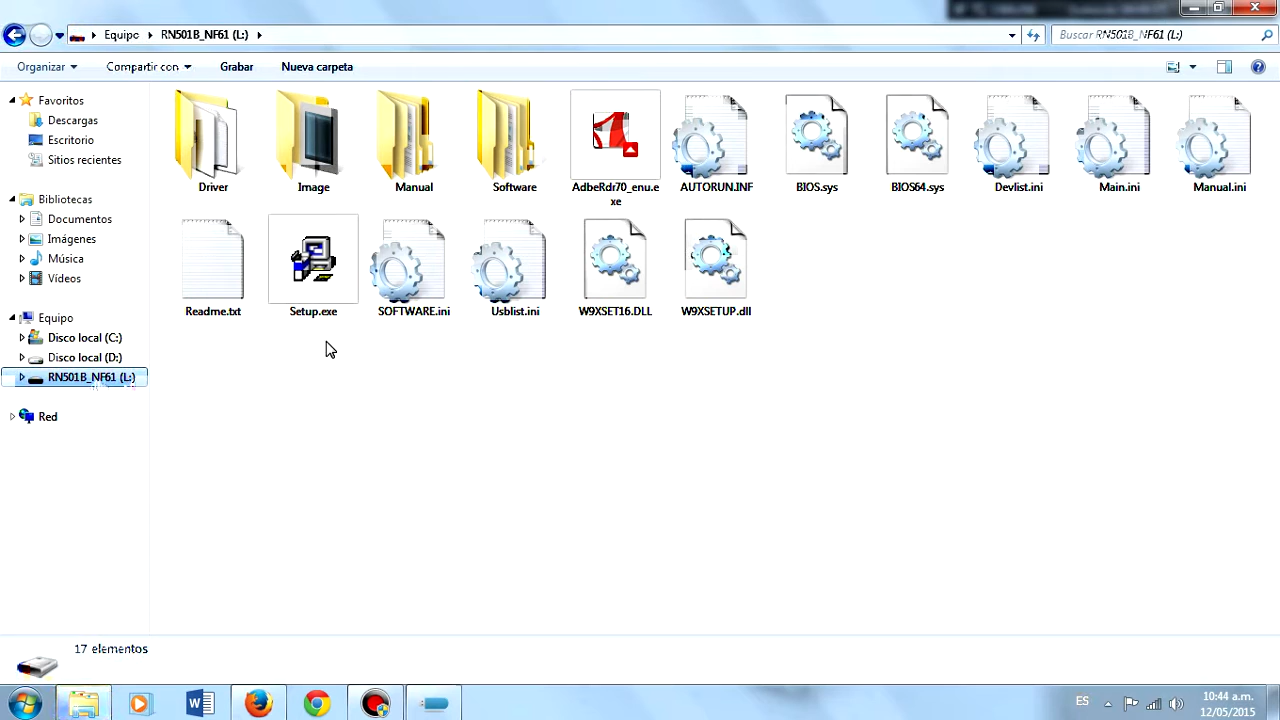 Equipo
RN501B_NF61 (L:)
Buscar RN501B_NF61 (L:)
Organizar
Compartir con
Grabar
Nueva carpeta
Favoritos
Descargas
Escritorio
Sitios recientes
Bibliotecas
Documentos
Imágenes
Música
Vídeos
Equipo
Disco local (C:)
Disco local (D:)
RN501B_NF61 (L:)
Red
Driver
Image
Manual
Software
AdbeRdr70_enu.e
xe
AUTORUN.INF
BIOS.sys
BIOS64.sys
Devlist.ini
Main.ini
Manual.ini
Readme.txt
Setup.exe
SOFTWARE.ini
Usblist.ini
W9XSET16.DLL
W9XSETUP.dll
17 elementos
ES
10:44 a.m.
12/05/2015